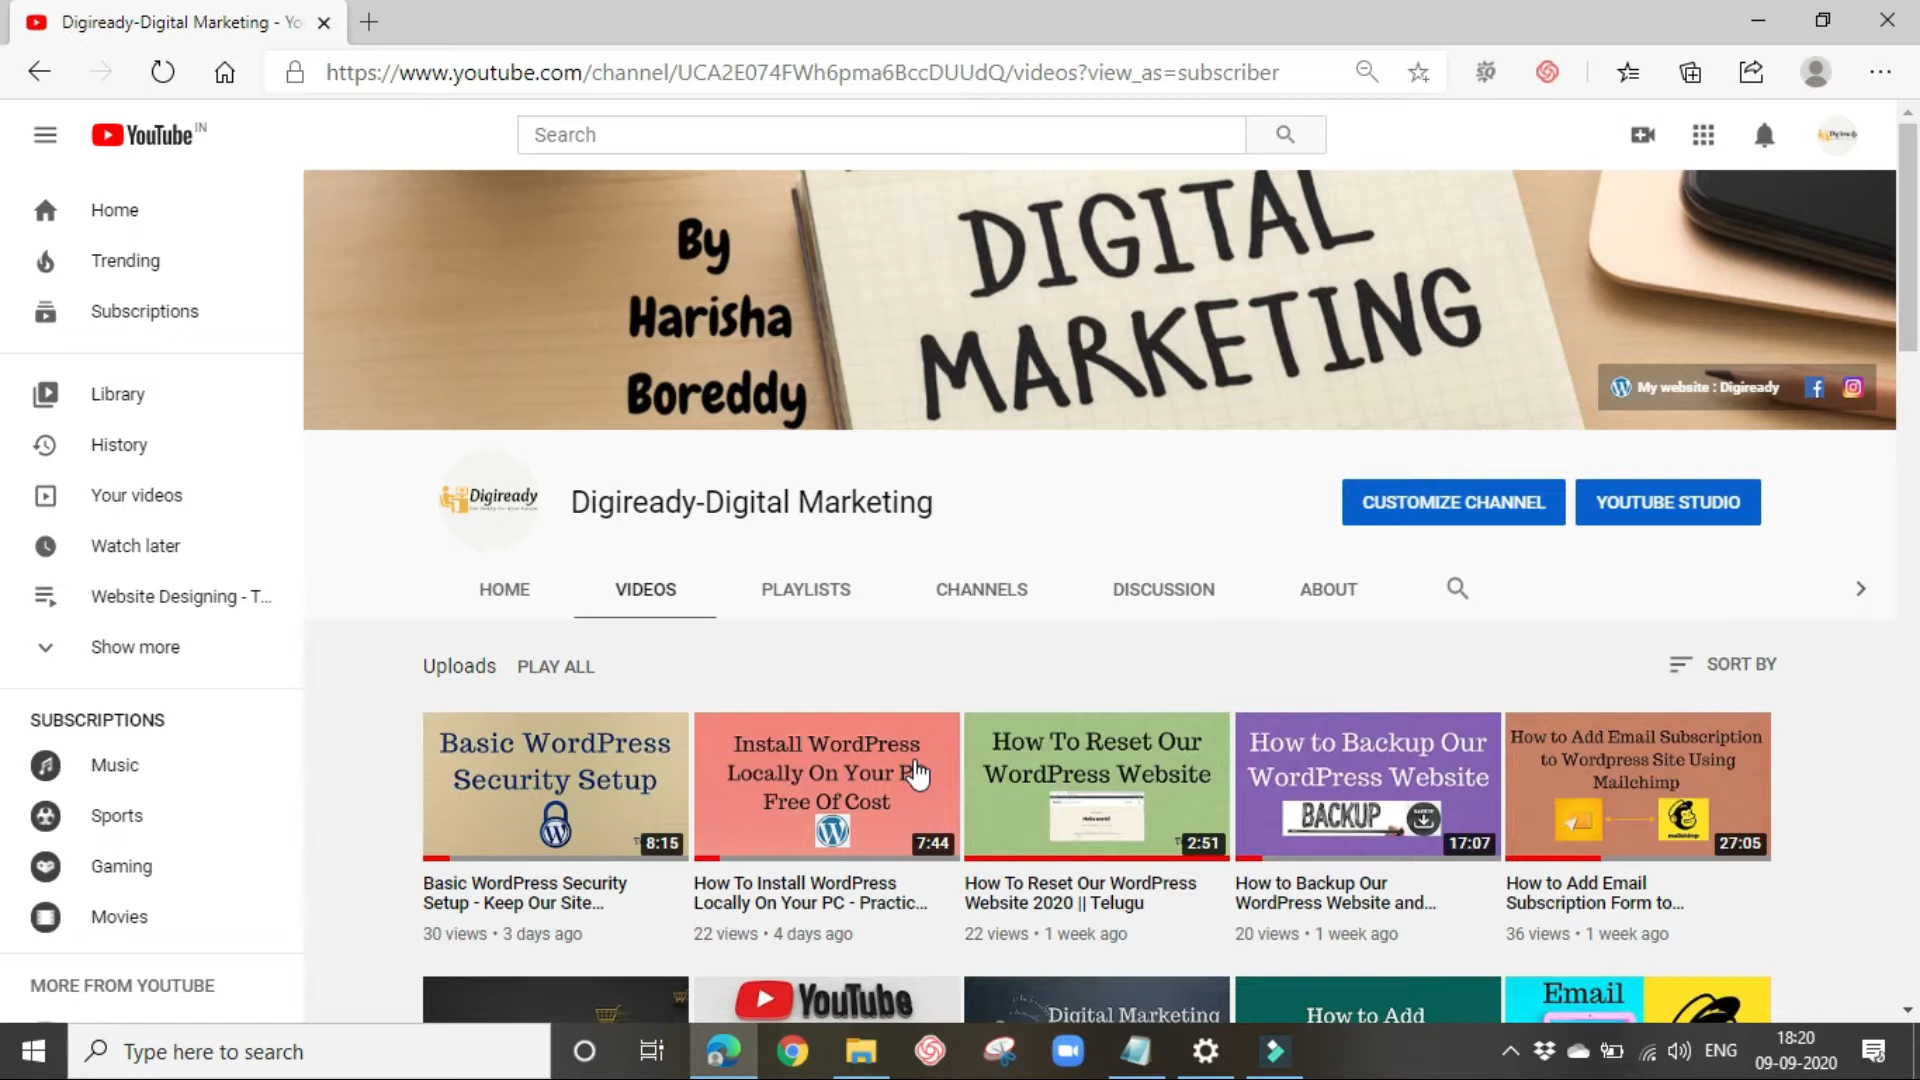 Digiready-Digital Marketing - Yo
https://www.youtube.com/channel/UCA2E074FWh6pma6BccDUUdQ/videos?view_as=subscriber
YouTube IN
Search
Digiready
Home
Trending
Subscriptions
Library
History
Your videos
Watch later
Website Designing - T...
Show more
SUBSCRIPTIONS
Music
Sports
Gaming
Movies
MORE FROM YOUTUBE
By
Harisha
Boreddy
DIGITAL
MARKETING
My website : Digiready
Digiready
Digiready-Digital Marketing
CUSTOMIZE CHANNEL
YOUTUBE STUDIO
HOME
VIDEOS
PLAYLISTS
CHANNELS
DISCUSSION
ABOUT
Uploads
PLAY ALL
SORT BY
Basic WordPress
Security Setup
8:15
Basic WordPress Security
Setup - Keep Our Site...
30 views • 3 days ago
Install WordPress
Locally On Your
Free Of Cost
7:44
How To Install WordPress
Locally On Your PC - Practic...
22 views • 4 days ago
How To Reset Our
WordPress Website
2:51
How To Reset Our WordPress
Website 2020 || Telugu
22 views • 1 week ago
How to Backup Our
WordPress Website
BACKUP
17:07
How to Backup Our
WordPress Website and...
20 views • 1 week ago
How to Add Email Subscription
to Wordpress Site Using
Mailchimp
mailchimp
27:05
How to Add Email
Subscription Form to...
36 views • 1 week ago
YouTube
Digital Marketing
How to Add
Email
Type here to search
ENG
18:20
09-09-2020